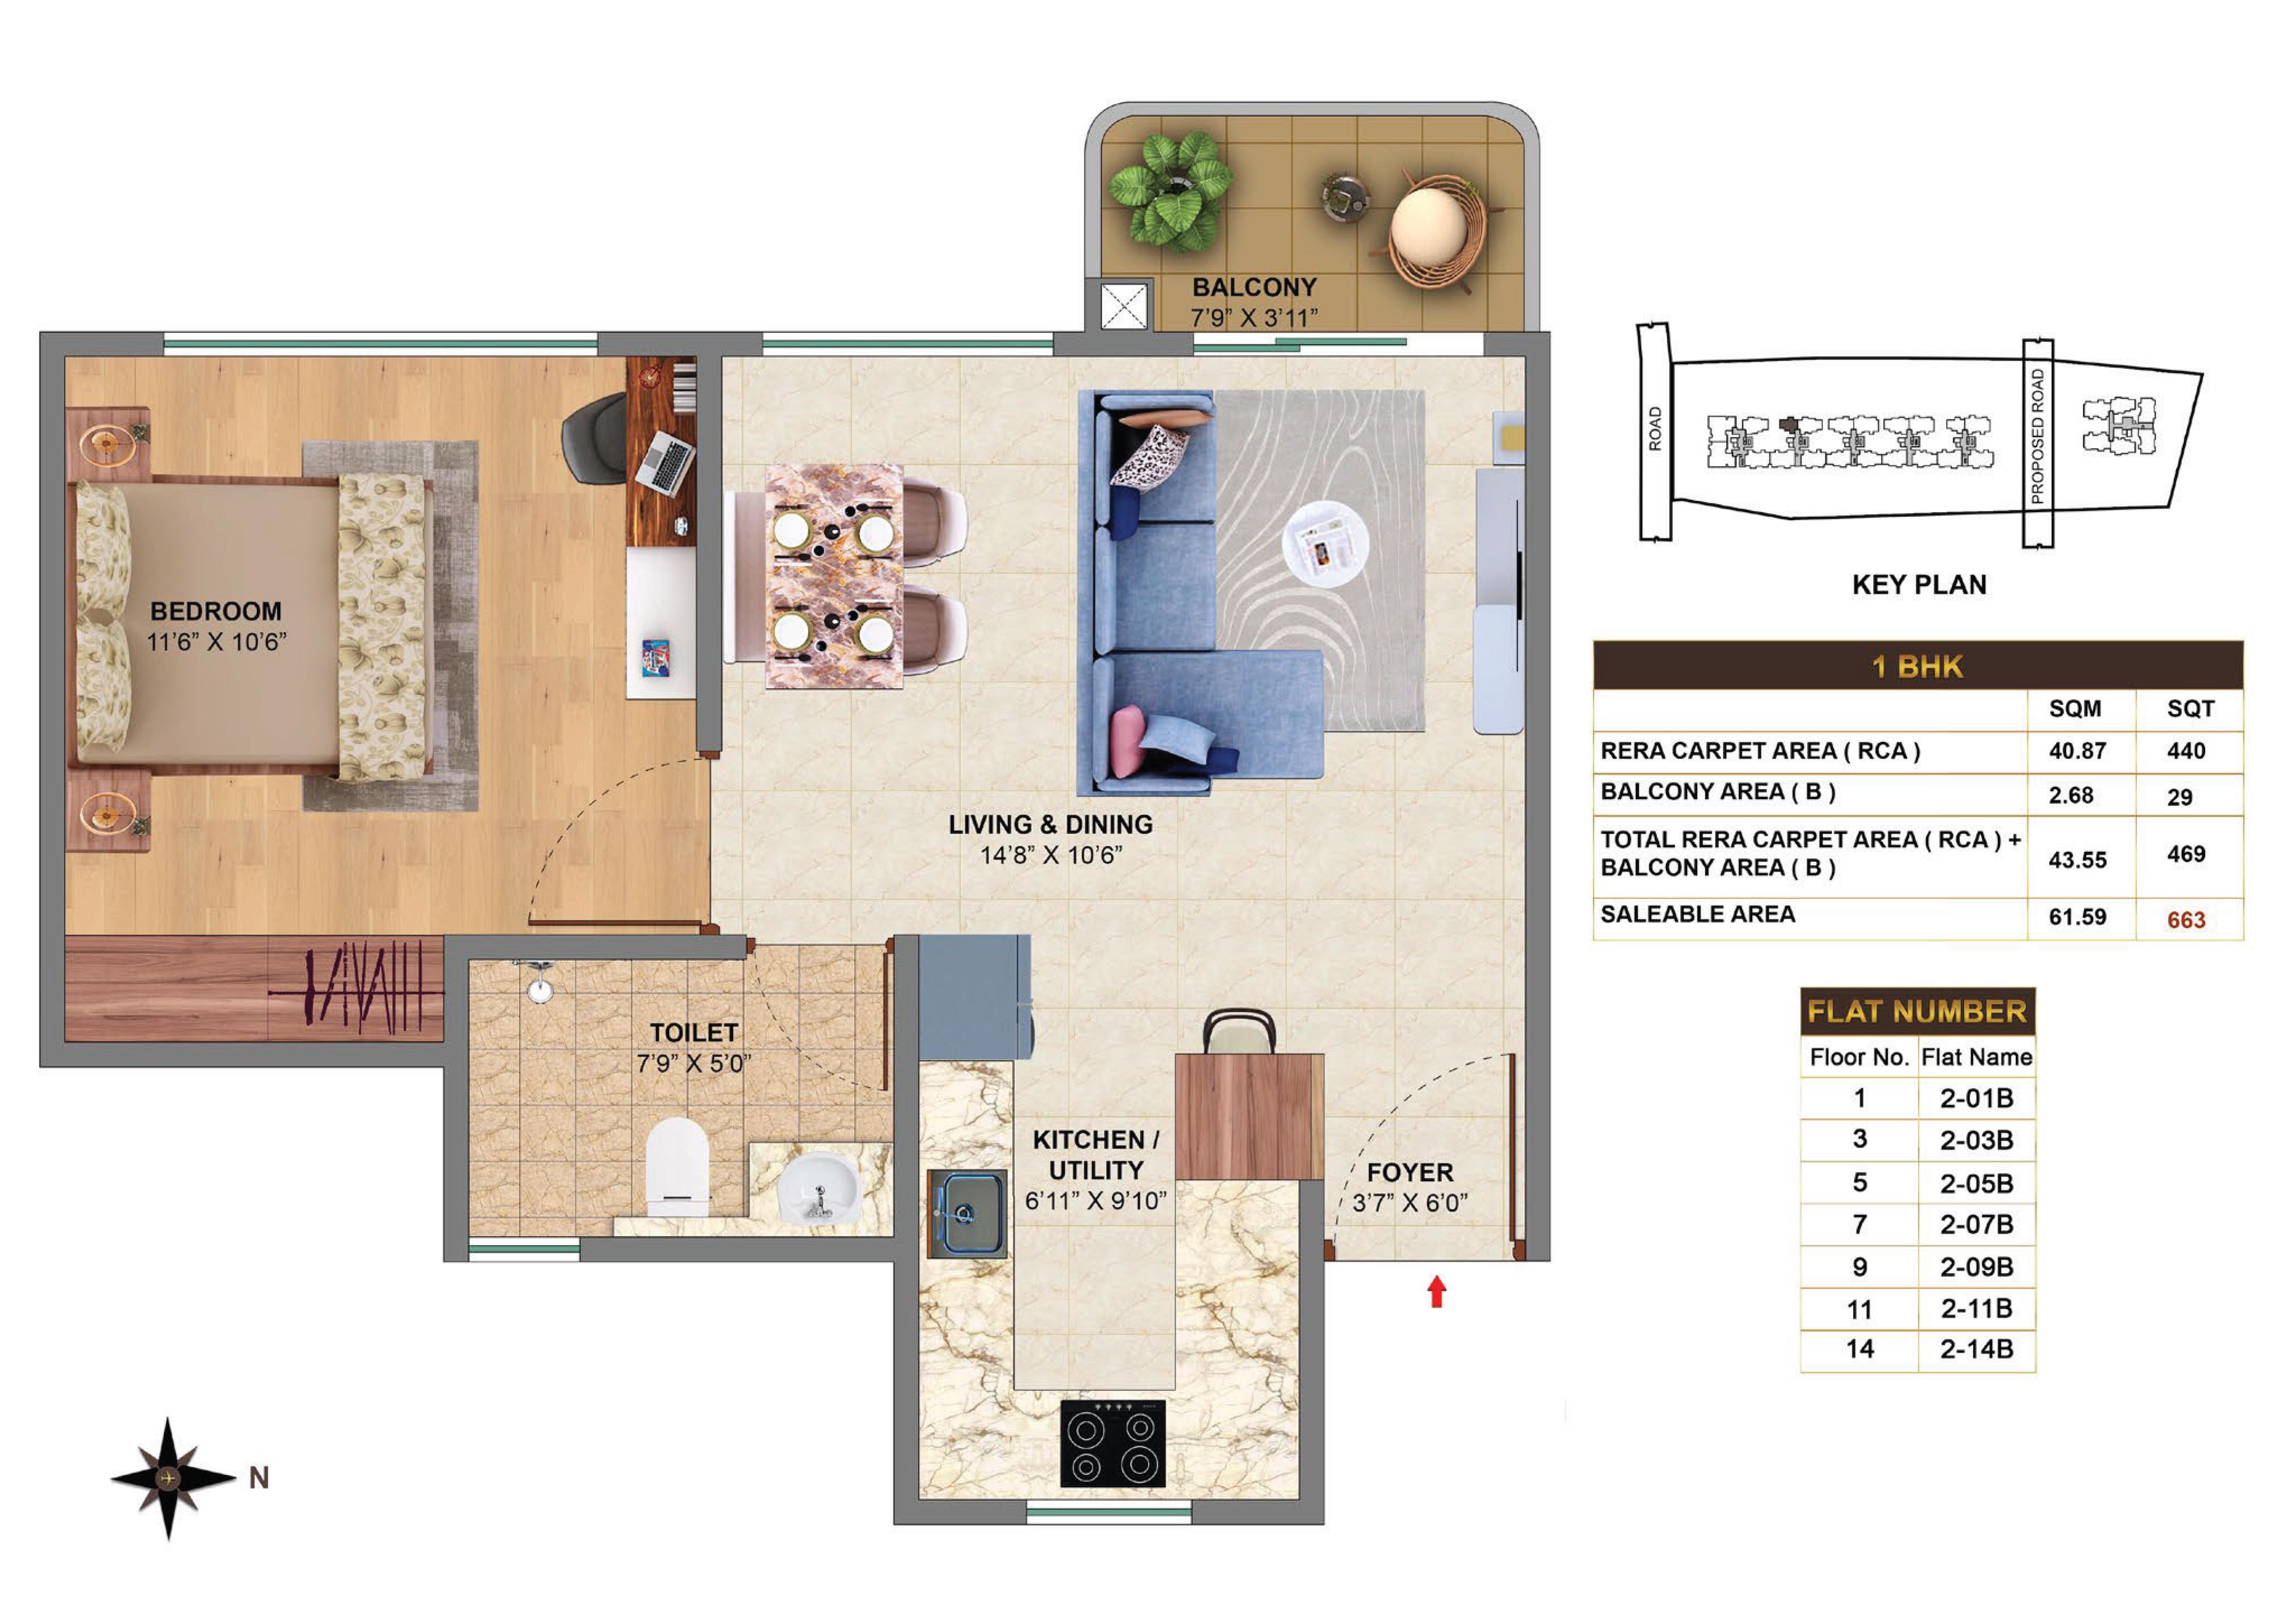 BALCONY
7'9” X 3'11”
BEDROOM
11'6” X 10'6”
LIVING & DINING
14'8” X 10'6”
TOILET
7'9” X 5'0”
KITCHEN /
UTILITY
6'11” X 9'10”
FOYER
3'7” X 6'0”
N
ROAD
PROPOSED ROAD
KEY PLAN
1 BHK
SQM SQT
RERA CARPET AREA ( RCA ) 40.87 440
BALCONY AREA ( B ) 2.68 29
TOTAL RERA CARPET AREA ( RCA ) +
BALCONY AREA ( B ) 43.55 469
SALEABLE AREA 61.59 663
FLAT NUMBER
Floor No. Flat Name
1 2-01B
3 2-03B
5 2-05B
7 2-07B
9 2-09B
11 2-11B
14 2-14B